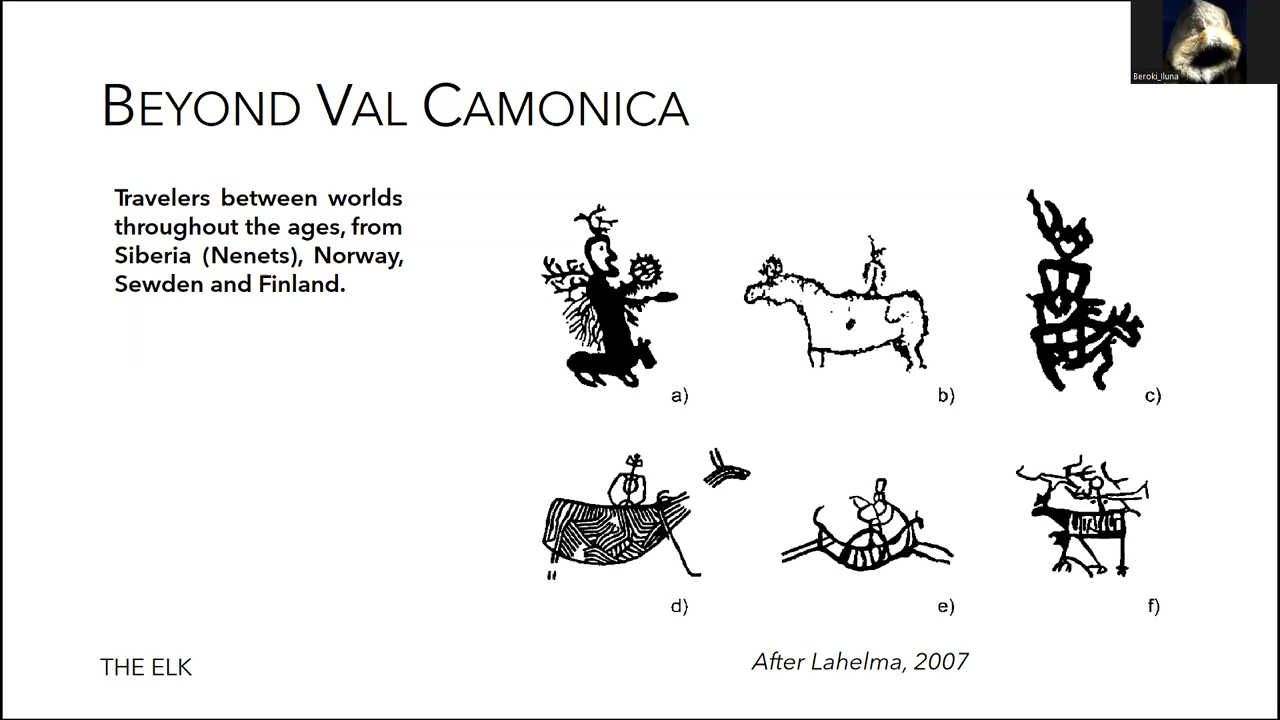 Beroki_Iluna
BEYOND VAL CAMONICA
Travelers between worlds
throughout the ages, from
Siberia (Nenets), Norway,
Sewden and Finland.
a)
b)
c)
d)
e)
f)
THE ELK
After Lahelma, 2007